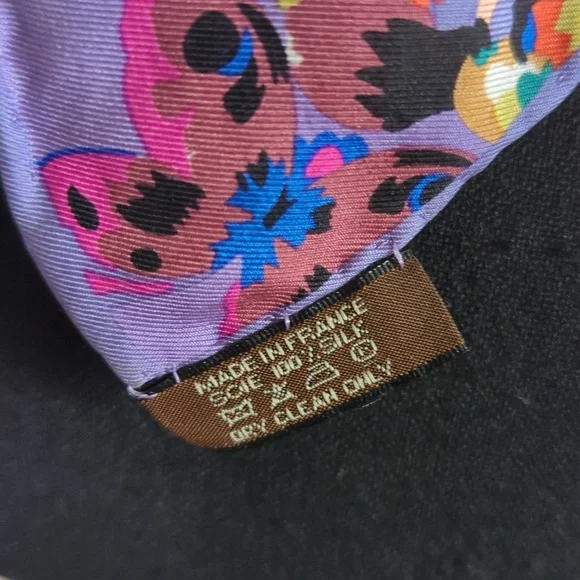 MADE IN FRANCE
SOIE 100% SILK
DRY CLEAN ONLY